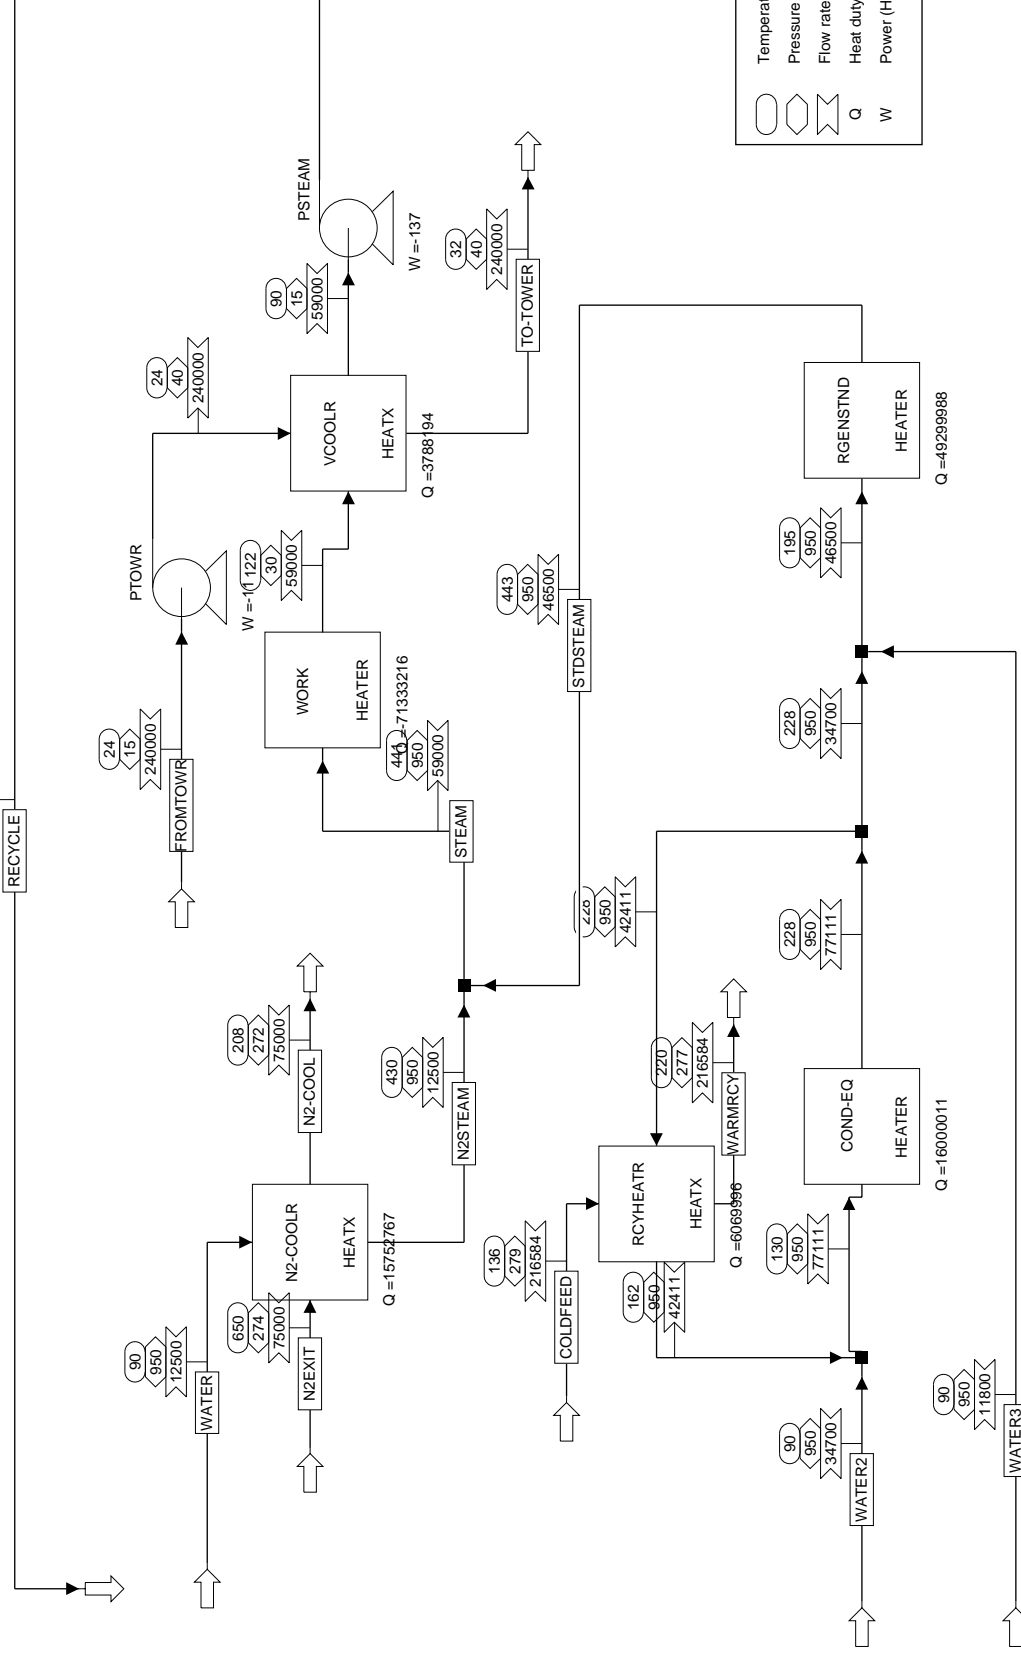 RECYCLE
FROMTOWR
24
15
240000
PTOWR
W =-11
24
40
240000
WATER
90
950
12500
N2EXIT
650
274
75000
N2-COOLR
HEATX
Q =15752767
N2-COOL
208
272
75000
N2STEAM
430
950
12500
STEAM
950
59000
WORK
HEATER
Q =-71333216
122
30
59000
VCOOLR
HEATX
Q =3788194
90
15
59000
PSTEAM
W =-137
TO-TOWER
32
40
240000
STDSTEAM
443
950
46500
COLDFEED
136
279
216584
RCYHEATR
HEATX
Q =6069996
162
950
42411
WARMRCY
220
277
216584
950
42411
WATER2
90
950
34700
130
950
77111
COND-EQ
HEATER
Q =16000011
228
950
77111
228
950
34700
195
950
46500
RGENSTND
HEATER
Q =49299988
WATER3
90
950
11800
Temperat
Pressure
Flow rate
Q Heat duty
W Power (H